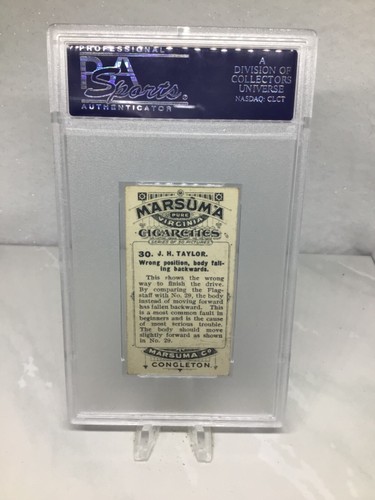 PROFESSIONAL
PSA
Sports
AUTHENTICATOR
A
DIVISION OF
COLLECTORS
UNIVERSE
NASDAQ: CLCT
MARSUMA
PURE VIRGINIA
CIGARETTES
SERIES OF 50 PICTURES
30. J. H. TAYLOR.
Wrong position, body fall-
ing backwards.
This shows the wrong
way to finish the drive.
By comparing the Flag-
staff with No. 29, the body
instead of moving forward
has fallen backward. This
is a most common fault in
beginners and is the cause
of most serious trouble.
The body should move
slightly forward as shown
in No. 29.
MARSUMA Co
CONGLETON.